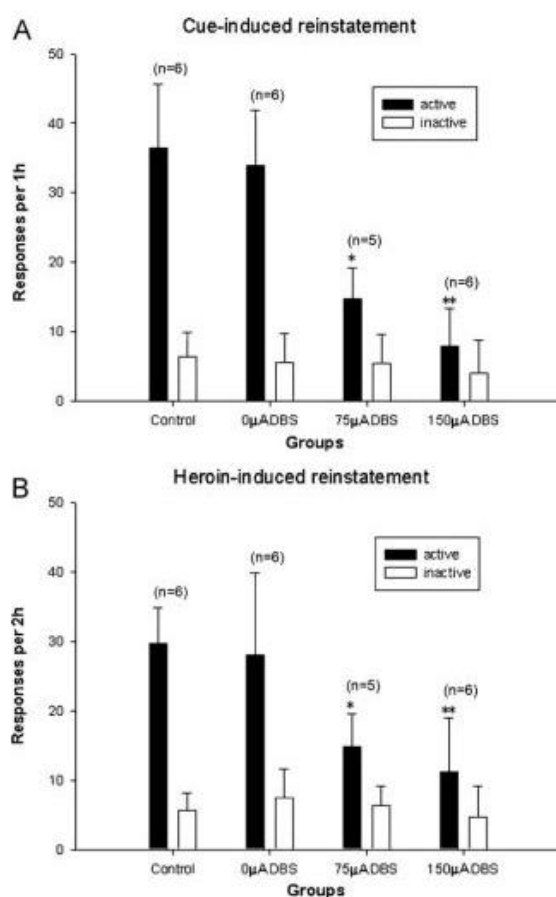 A
Cue-induced reinstatement
50
40
30
20
10
0
Responses per 1h
(n=6)
(n=6)
(n=5)
(n=6)
*
**
active
inactive
Control
0μADBS
75μADBS
150μADBS
Groups
B
Heroin-induced reinstatement
50
40
30
20
10
0
Responses per 2h
(n=6)
(n=6)
(n=5)
(n=6)
*
**
active
inactive
Control
0μADBS
75μADBS
150μADBS
Groups